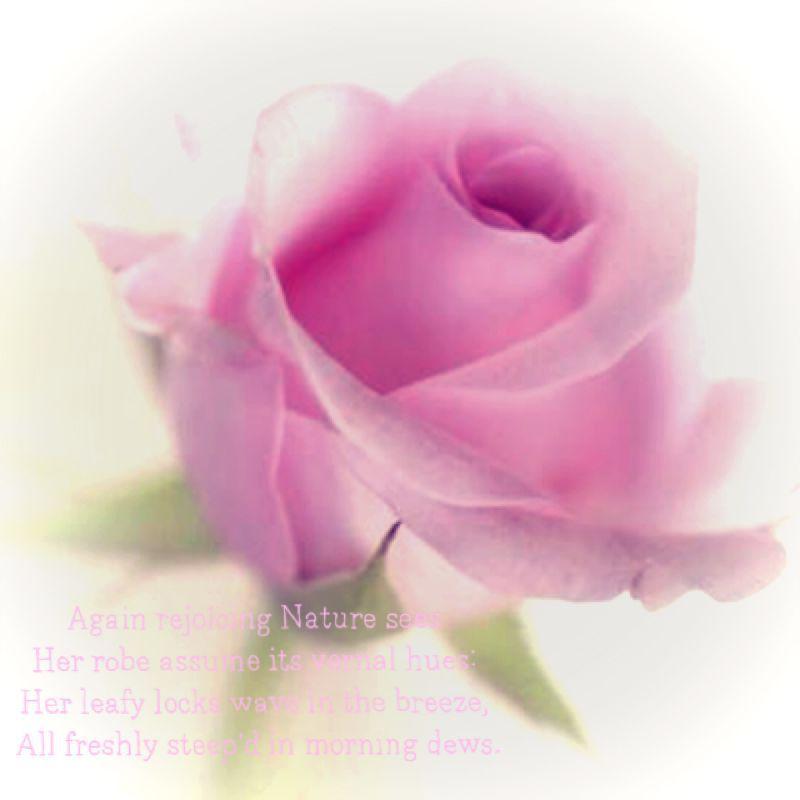 Again rejoicing Nature sees
Her robe assume its vernal hues:
Her leafy locks wave in the breeze,
All freshly steep'd in morning dews.